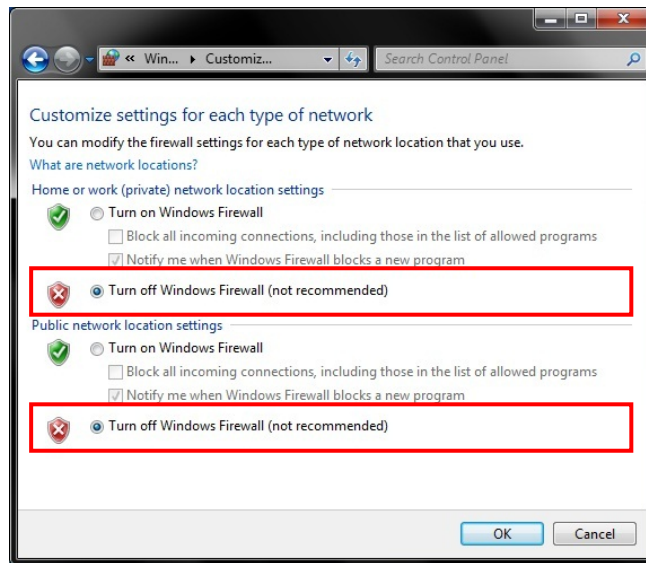 « Win... ▸ Customiz...
Search Control Panel
Customize settings for each type of network
You can modify the firewall settings for each type of network location that you use.
What are network locations?
Home or work (private) network location settings
Turn on Windows Firewall
Block all incoming connections, including those in the list of allowed programs
Notify me when Windows Firewall blocks a new program
Turn off Windows Firewall (not recommended)
Public network location settings
Turn on Windows Firewall
Block all incoming connections, including those in the list of allowed programs
Notify me when Windows Firewall blocks a new program
Turn off Windows Firewall (not recommended)
OK
Cancel